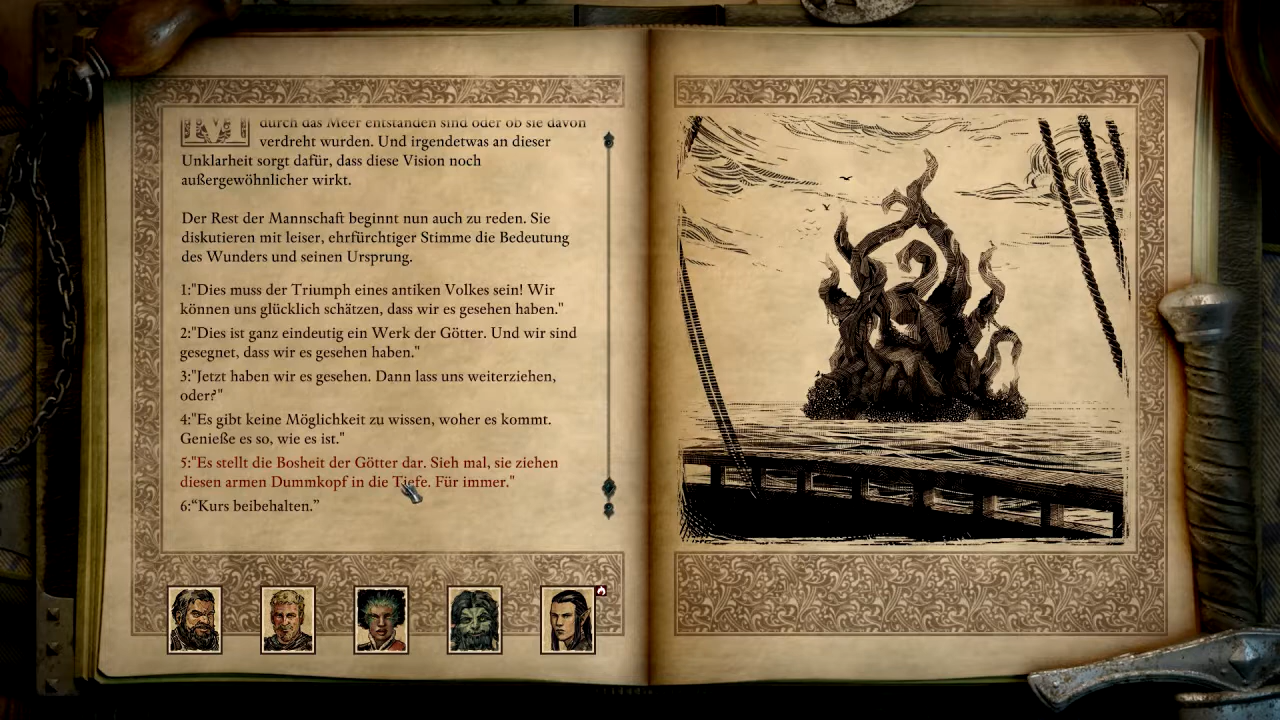 durch das Meer entstanden sind oder ob sie davon
verdreht wurden. Und irgendetwas an dieser
Unklarheit sorgt dafür, dass diese Vision noch
außergewöhnlicher wirkt.
Der Rest der Mannschaft beginnt nun auch zu reden. Sie
diskutieren mit leiser, ehrfürchtiger Stimme die Bedeutung
des Wunders und seinen Ursprung.
1:"Dies muss der Triumph eines antiken Volkes sein! Wir
können uns glücklich schätzen, dass wir es gesehen haben."
2:"Dies ist ganz eindeutig ein Werk der Götter. Und wir sind
gesegnet, dass wir es gesehen haben."
3:"Jetzt haben wir es gesehen. Dann lass uns weiterziehen,
oder?"
4:"Es gibt keine Möglichkeit zu wissen, woher es kommt.
Genieße es so, wie es ist."
5:"Es stellt die Bosheit der Götter dar. Sieh mal, sie ziehen
diesen armen Dummkopf in die Tiefe. Für immer."
6:“Kurs beibehalten.”